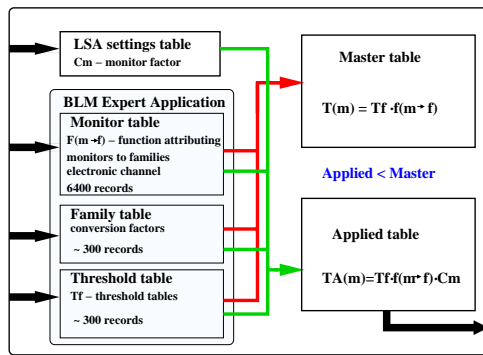 LSA settings table
Cm – monitor factor
BLM Expert Application
Monitor table
F(m→f) – function attributing
monitors to families
electronic channel
6400 records
Family table
conversion factors
~ 300 records
Threshold table
Tf – threshold tables
~ 300 records
Master table
T(m) = Tf ·f(m→f)
Applied < Master
Applied table
TA(m)=Tf·f(m→f)·Cm